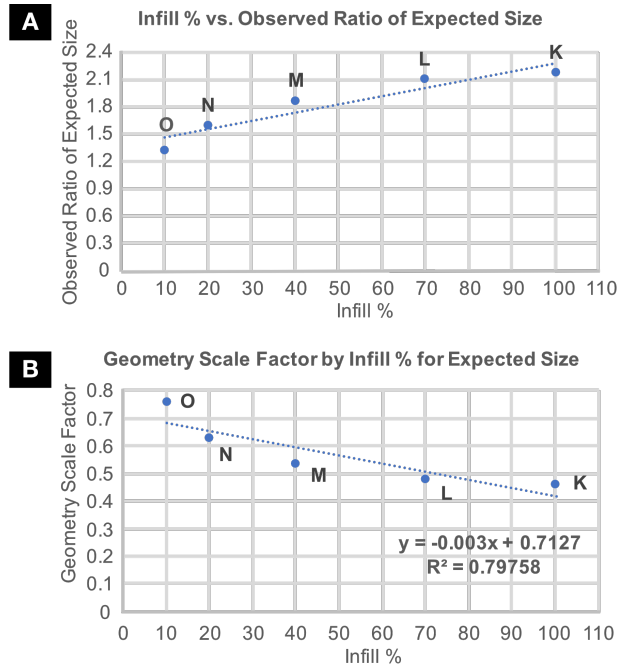 A
Infill % vs. Observed Ratio of Expected Size
Observed Ratio of Expected Size
2.4
2.1
1.8
1.5
1.2
0.9
0.6
0.3
0
O
N
M
L
K
0 10 20 30 40 50 60 70 80 90 100 110
Infill %
B
Geometry Scale Factor by Infill % for Expected Size
Geometry Scale Factor
0.8
0.7
0.6
0.5
0.4
0.3
0.2
0.1
0
O
N
M
L
K
y = -0.003x + 0.7127
R² = 0.79758
0 10 20 30 40 50 60 70 80 90 100 110
Infill %